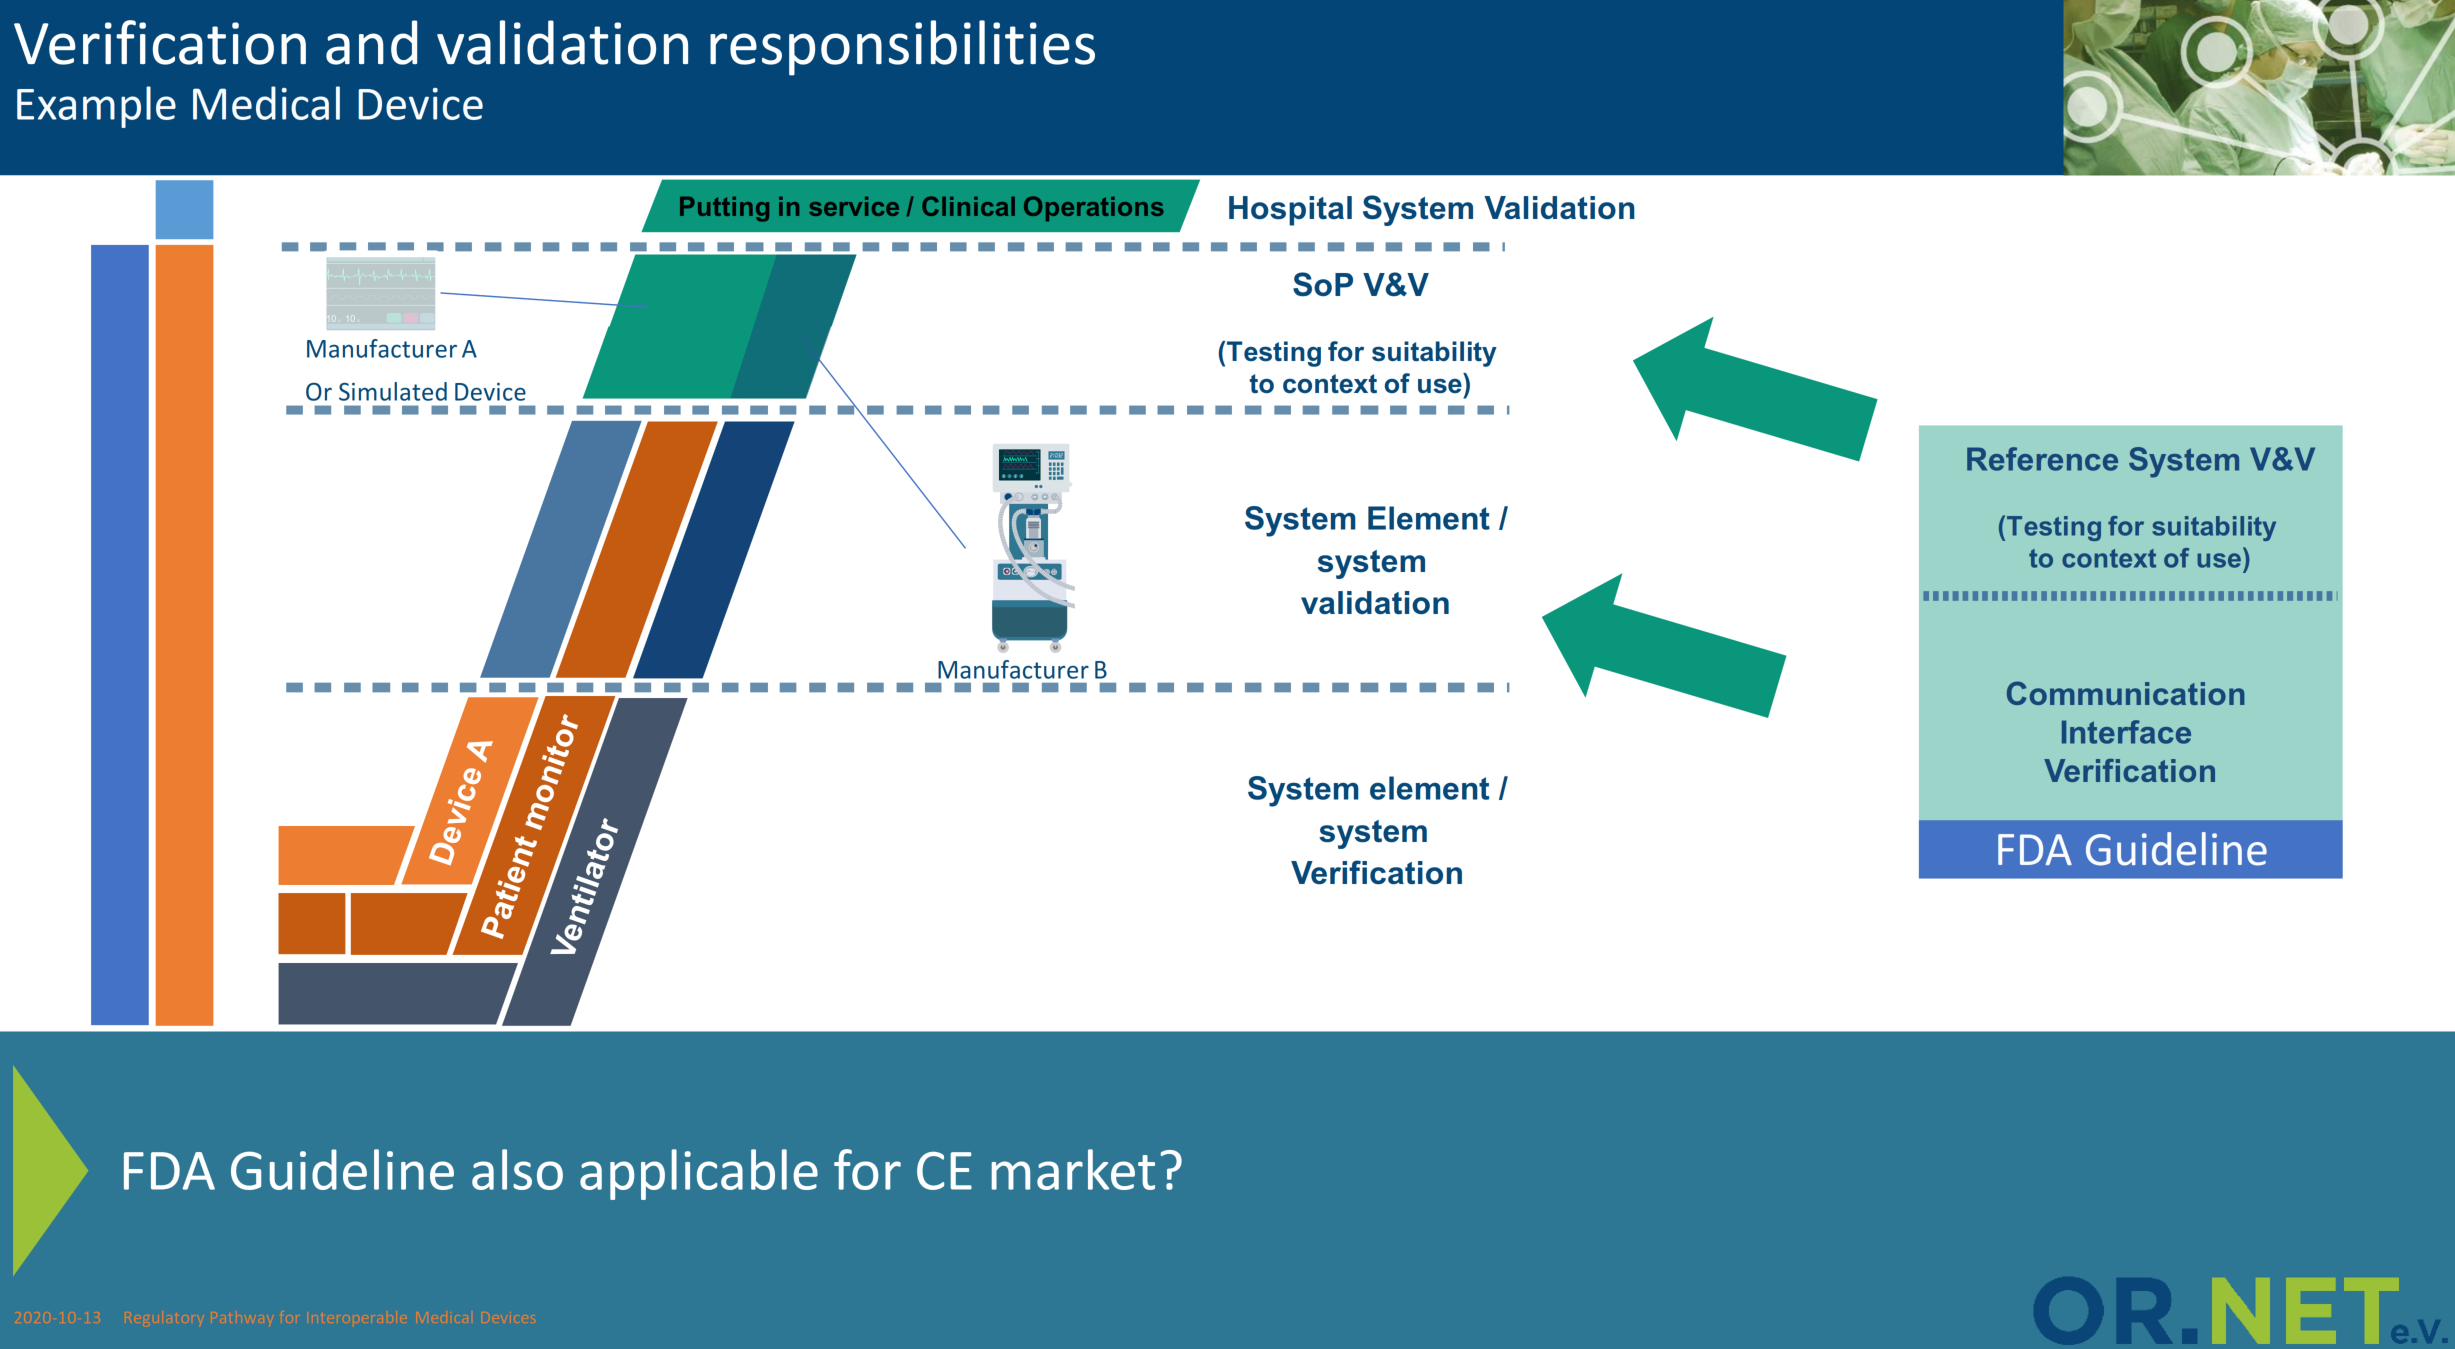 Verification and validation responsibilities
Example Medical Device
Putting in service / Clinical Operations
Hospital System Validation
10 10
Manufacturer A
Or Simulated Device
SoP V&V
(Testing for suitability
to context of use)
System Element /
system
validation
Manufacturer B
Device A
Patient monitor
Ventilator
System element /
system
Verification
Reference System V&V
(Testing for suitability
to context of use)
Communication
Interface
Verification
FDA Guideline
FDA Guideline also applicable for CE market?
2020-10-13 Regulatory Pathway for Interoperable Medical Devices
OR.NET e.V.